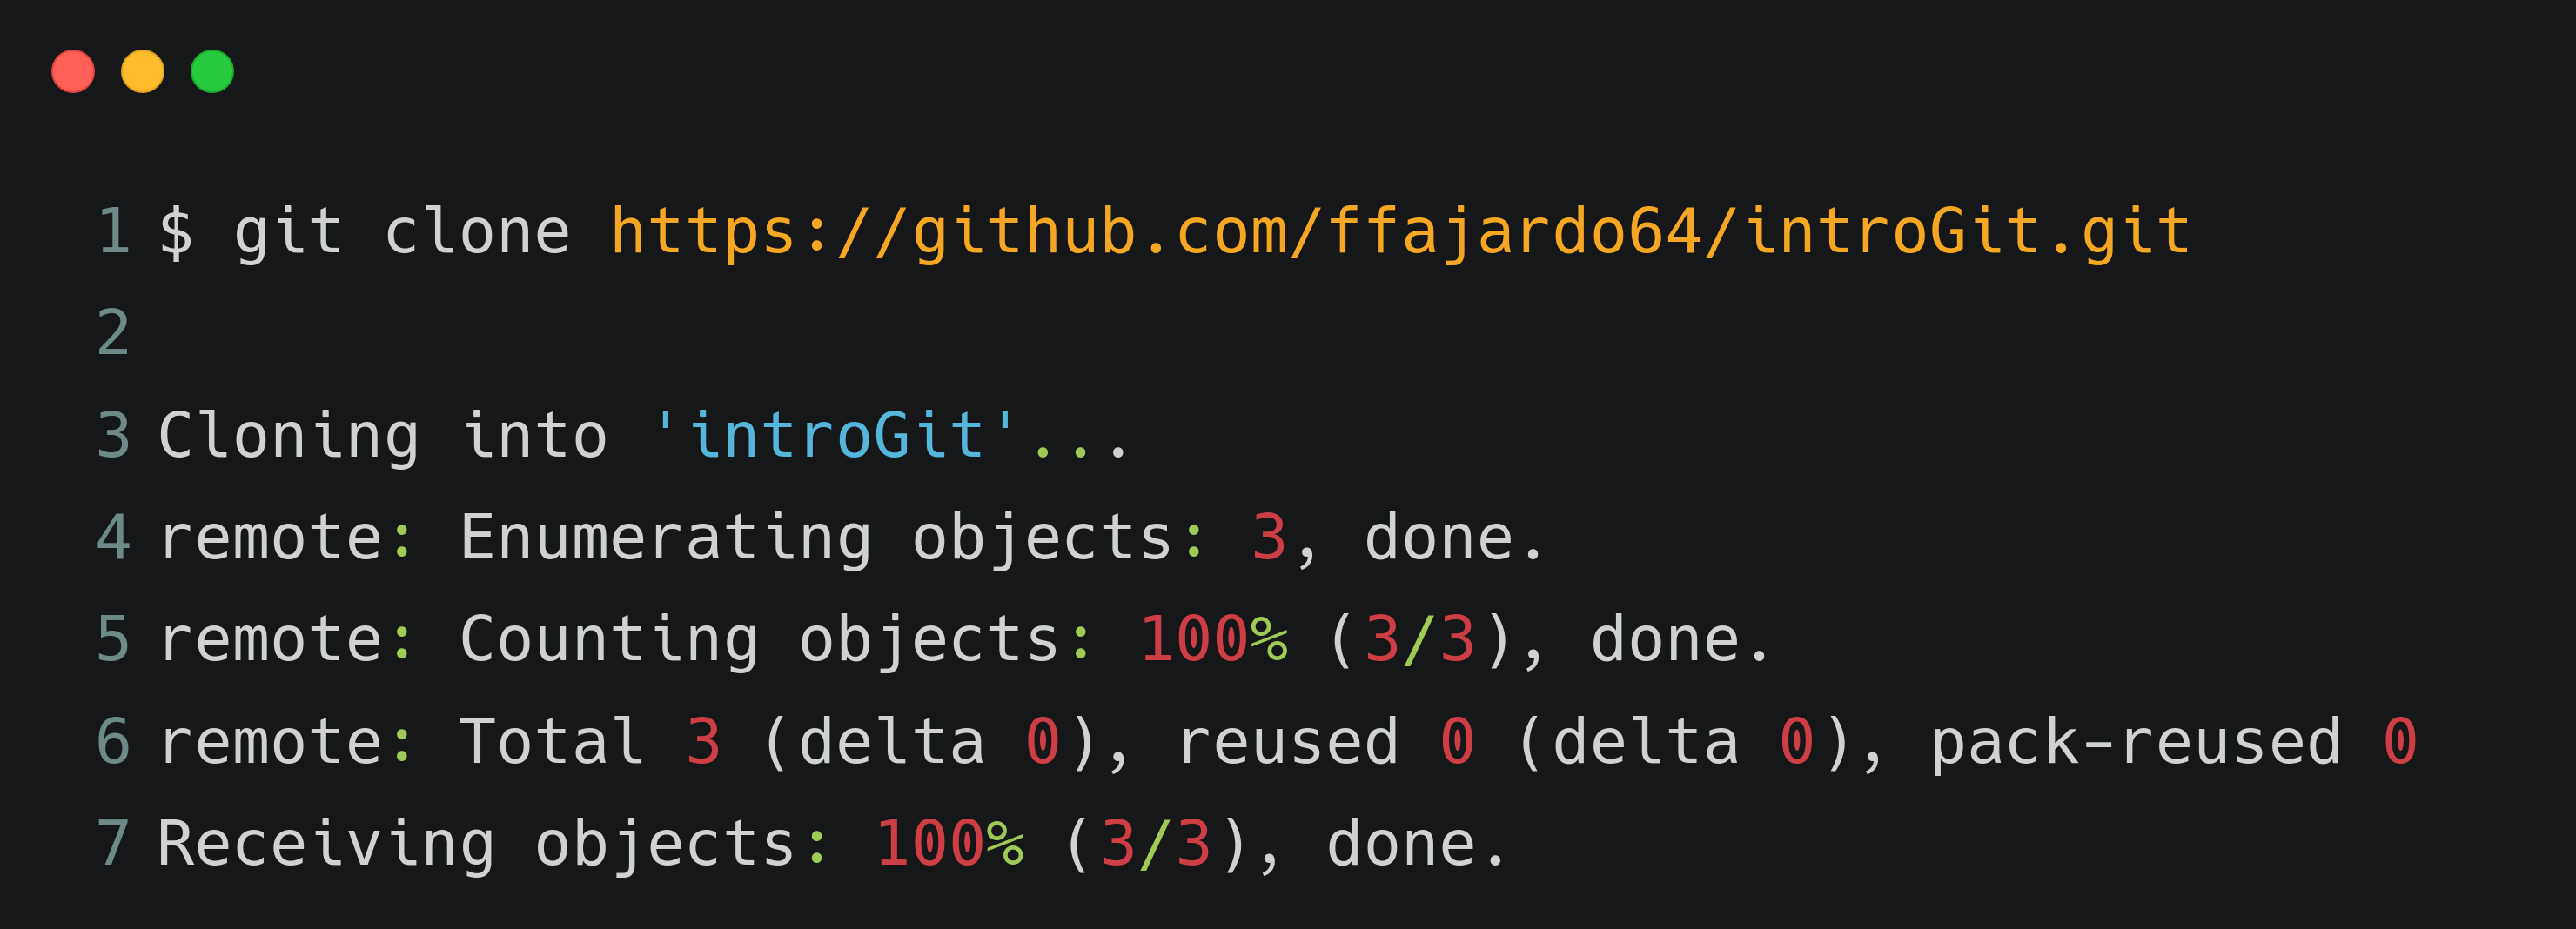 1 $ git clone https://github.com/ffajardo64/introGit.git
2
3 Cloning into 'introGit'...
4 remote: Enumerating objects: 3, done.
5 remote: Counting objects: 100% (3/3), done.
6 remote: Total 3 (delta 0), reused 0 (delta 0), pack-reused 0
7 Receiving objects: 100% (3/3), done.